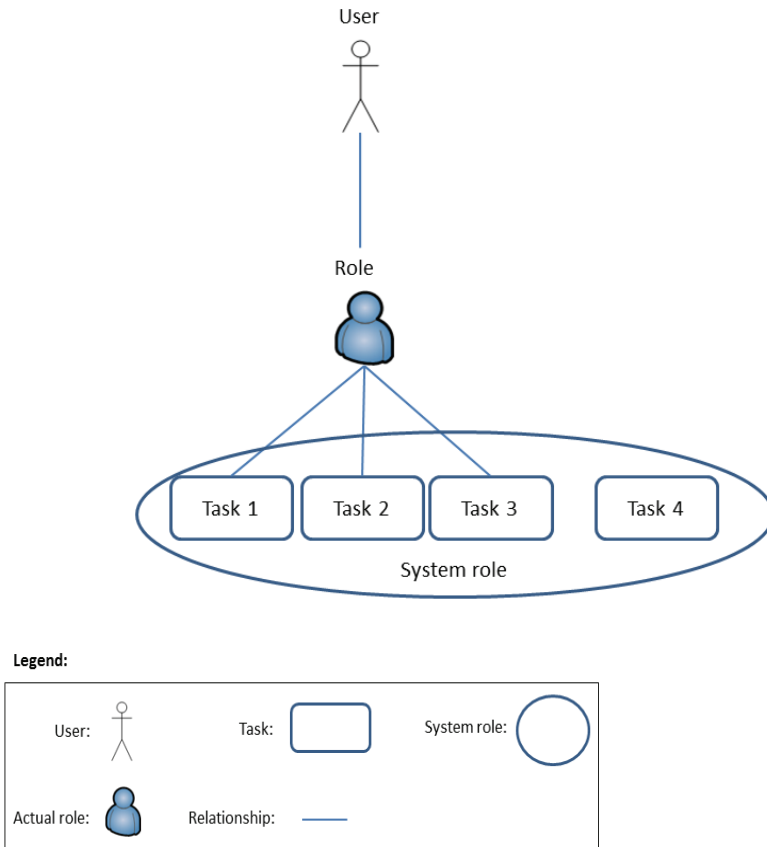 User
Role
Task 1
Task 2
Task 3
Task 4
System role
Legend:
User:
Task:
System role:
Actual role:
Relationship: